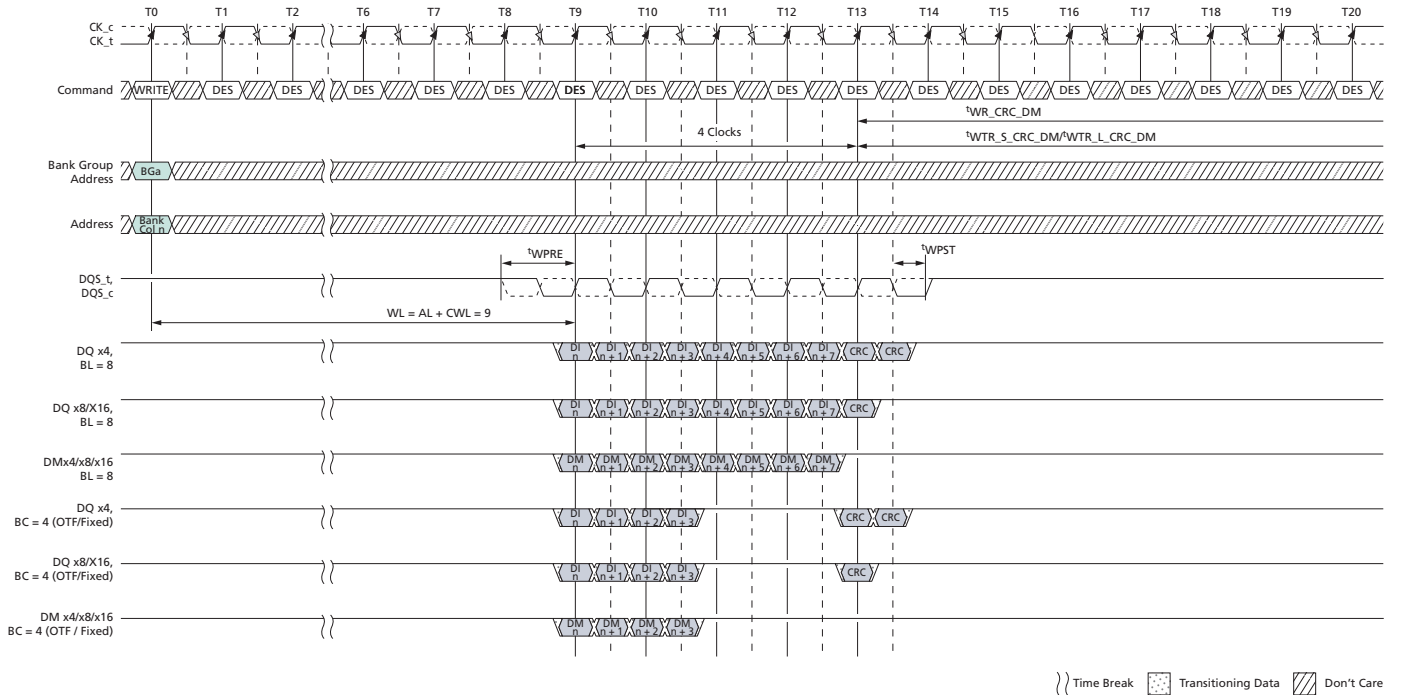 T0 T1 T2 T6 T7 T8 T9 T10 T11 T12 T13 T14 T15 T16 T17 T18 T19 T20
CK_c
CK_t
Command WRITE DES DES DES DES DES DES DES DES DES DES DES DES DES DES DES DES DES
tWR_CRC_DM
4 Clocks tWTR_S_CRC_DM/tWTR_L_CRC_DM
Bank Group
Address BGa
Address Bank
Col n
tWPRE tWPST
DQS_t,
DQS_c
WL = AL + CWL = 9
DQ x4,
BL = 8
DI n DI n + 1 DI n + 2 DI n + 3 DI n + 4 DI n + 5 DI n + 6 DI n + 7 CRC CRC
DQ x8/X16,
BL = 8
DI n DI n + 1 DI n + 2 DI n + 3 DI n + 4 DI n + 5 DI n + 6 DI n + 7 CRC
DMx4/x8/x16
BL = 8
DM n DM n + 1 DM n + 2 DM n + 3 DM n + 4 DM n + 5 DM n + 6 DM n + 7
DQ x4,
BC = 4 (OTF/Fixed)
DI n DI n + 1 DI n + 2 DI n + 3 CRC CRC
DQ x8/X16,
BC = 4 (OTF/Fixed)
DI n DI n + 1 DI n + 2 DI n + 3 CRC
DM x4/x8/x16
BC = 4 (OTF / Fixed)
DM n DM n + 1 DM n + 2 DM n + 3
Time Break Transitioning Data Don't Care